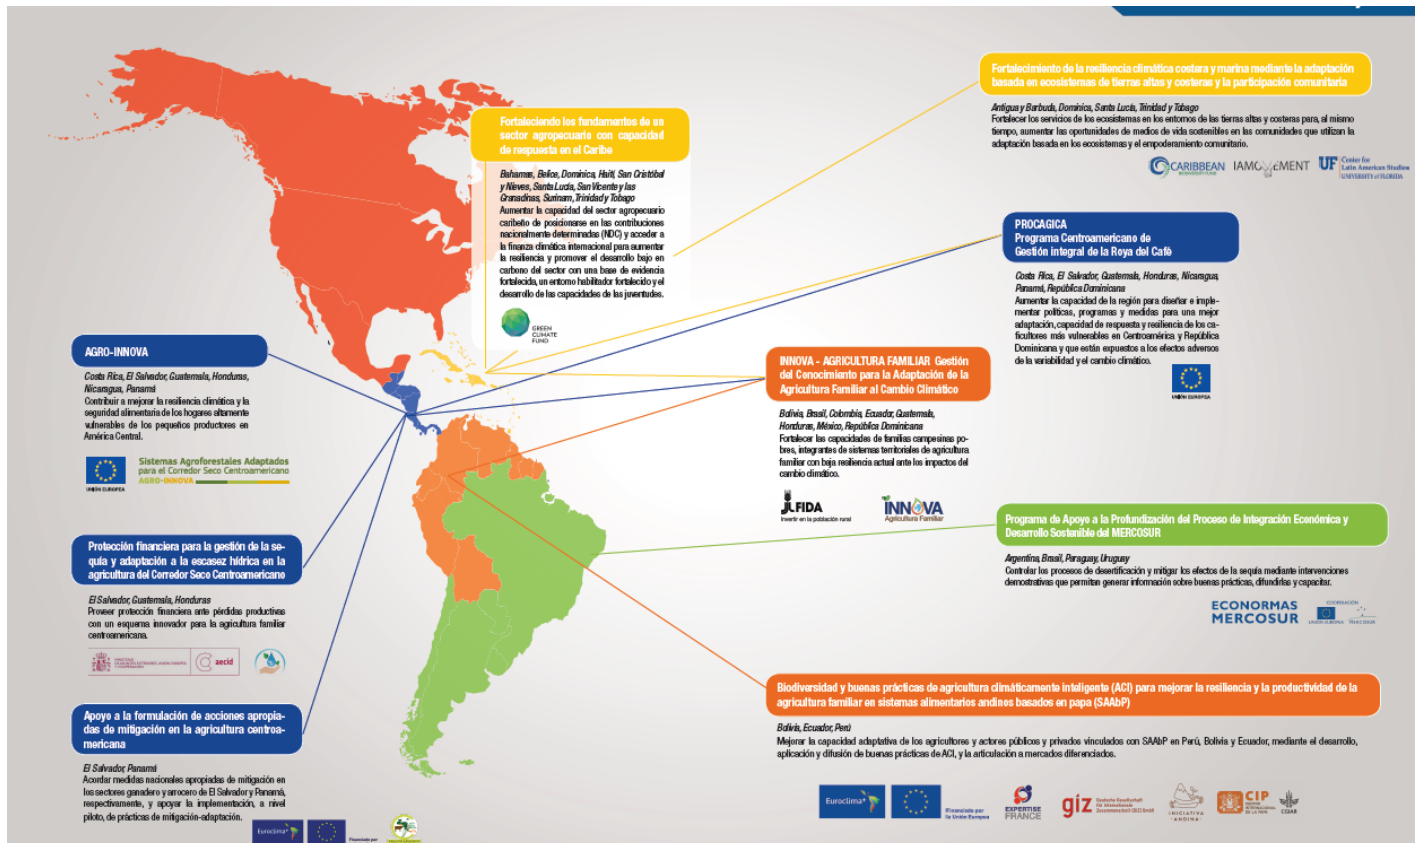 Fortaleciendo los fundamentos de un
sector agropecuario con capacidad
de respuesta en el Caribe
Bahamas, Belice, Dominica, Haití, San Cristóbal
y Nieves, Santa Lucía, San Vicente y las
Granadinas, Surinam, Trinidad y Tobago
Aumentar la capacidad del sector agropecuario
caribeño de posicionarse en las contribuciones
nacionalmente determinadas (NDC) y acceder a
la finanza climática internacional para aumentar
la resiliencia y promover el desarrollo bajo en
carbono del sector con una base de evidencia
fortalecida, un entorno habilitador fortalecido y el
desarrollo de las capacidades de las juventudes.
GREEN
CLIMATE
FUND
Fortalecimiento de la resiliencia climática costera y marina mediante la adaptación
basada en ecosistemas de tierras altas y costeras y la participación comunitaria
Antigua y Barbuda, Dominica, Santa Lucía, Trinidad y Tobago
Fortalecer los servicios de los ecosistemas en los entornos de las tierras altas y costeras para, al mismo
tiempo, aumentar las oportunidades de medios de vida sostenibles en las comunidades que utilizan la
adaptación basada en los ecosistemas y el empoderamiento comunitario.
CARIBBEAN
BIODIVERSITY FUND
IAMOVEMENT
UF Center for
Latin American Studies
UNIVERSITY of FLORIDA
PROCAGICA
Programa Centroamericano de
Gestión integral de la Roya del Café
Costa Rica, El Salvador, Guatemala, Honduras, Nicaragua,
Panamá, República Dominicana
Aumentar la capacidad de la región para diseñar e imple-
mentar políticas, programas y medidas para una mejor
adaptación, capacidad de respuesta y resiliencia de los ca-
ficultores más vulnerables en Centroamérica y República
Dominicana y que están expuestos a los efectos adversos
de la variabilidad y el cambio climático.
UNIÓN EUROPEA
AGRO-INNOVA
Costa Rica, El Salvador, Guatemala, Honduras,
Nicaragua, Panamá
Contribuir a mejorar la resiliencia climática y la
seguridad alimentaria de los hogares altamente
vulnerables de los pequeños productores en
América Central.
UNIÓN EUROPEA
Sistemas Agroforestales Adaptados
para el Corredor Seco Centroamericano
AGRO-INNOVA
INNOVA - AGRICULTURA FAMILIAR Gestión
del Conocimiento para la Adaptación de la
Agricultura Familiar al Cambio Climático
Bolivia, Brasil, Colombia, Ecuador, Guatemala,
Honduras, México, República Dominicana
Fortalecer las capacidades de familias campesinas po-
bres, integrantes de sistemas territoriales de agricultura
familiar con baja resiliencia actual ante los impactos del
cambio climático.
JLFIDA
Invertir en la población rural
INNOVA
Agricultura Familiar
Protección financiera para la gestión de la se-
quía y adaptación a la escasez hídrica en la
agricultura del Corredor Seco Centroamericano
El Salvador, Guatemala, Honduras
Proveer protección financiera ante pérdidas productivas
con un esquema innovador para la agricultura familiar
centroamericana.
aecid
Programa de Apoyo a la Profundización del Proceso de Integración Económica y
Desarrollo Sostenible del MERCOSUR
Argentina, Brasil, Paraguay, Uruguay
Controlar los procesos de desertificación y mitigar los efectos de la sequía mediante intervenciones
demostrativas que permitan generar información sobre buenas prácticas, difundirlas y capacitar.
ECONORMAS
MERCOSUR
COOPERACIÓN
UNIÓN EUROPEA
MERCOSUR
Apoyo a la formulación de acciones apropia-
das de mitigación en la agricultura centroa-
mericana
El Salvador, Panamá
Acordar medidas nacionales apropiadas de mitigación en
los sectores ganadero y arrocero de El Salvador y Panamá,
respectivamente, y apoyar la implementación, a nivel
piloto, de prácticas de mitigación-adaptación.
Euroclima+
Financiado por
Biodiversidad y buenas prácticas de agricultura climáticamente inteligente (ACI) para mejorar la resiliencia y la productividad de la
agricultura familiar en sistemas alimentarios andinos basados en papa (SAAbP)
Bolivia, Ecuador, Perú
Mejorar la capacidad adaptativa de los agricultores y actores públicos y privados vinculados con SAAbP en Perú, Bolivia y Ecuador, mediante el desarrollo,
aplicación y difusión de buenas prácticas de ACI, y la articulación a mercados diferenciados.
Euroclima+
Financiado por
la Unión Europea
EXPERTISE
FRANCE
giz Deutsche Gesellschaft
für Internationale
Zusammenarbeit (GIZ) GmbH
INICIATIVA
ANDINA
CIP
CGIAR